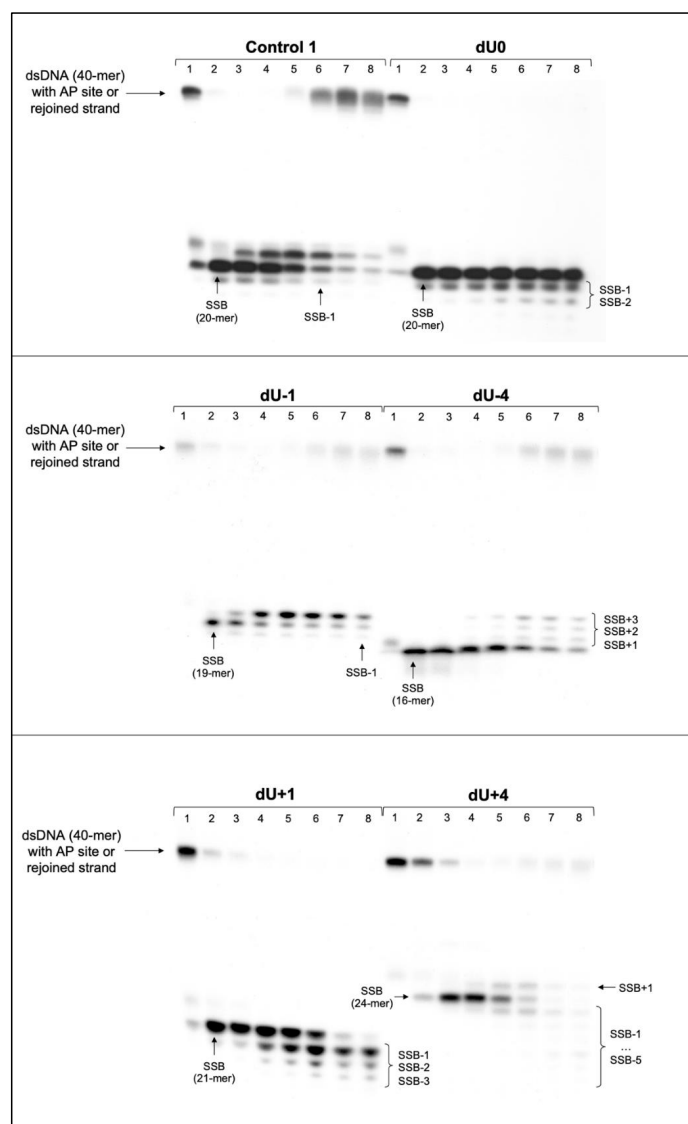 Control 1 dU0
1 2 3 4 5 6 7 8 1 2 3 4 5 6 7 8
dsDNA (40-mer)
with AP site or
rejoined strand
SSB
(20-mer)
SSB-1
SSB
(20-mer)
SSB-1
SSB-2
dU-1 dU-4
1 2 3 4 5 6 7 8 1 2 3 4 5 6 7 8
dsDNA (40-mer)
with AP site or
rejoined strand
SSB
(19-mer)
SSB-1
SSB
(16-mer)
SSB+3
SSB+2
SSB+1
dU+1 dU+4
1 2 3 4 5 6 7 8 1 2 3 4 5 6 7 8
dsDNA (40-mer)
with AP site or
rejoined strand
SSB
(21-mer)
SSB-1
SSB-2
SSB-3
SSB
(24-mer)
SSB+1
SSB-1
...
SSB-5